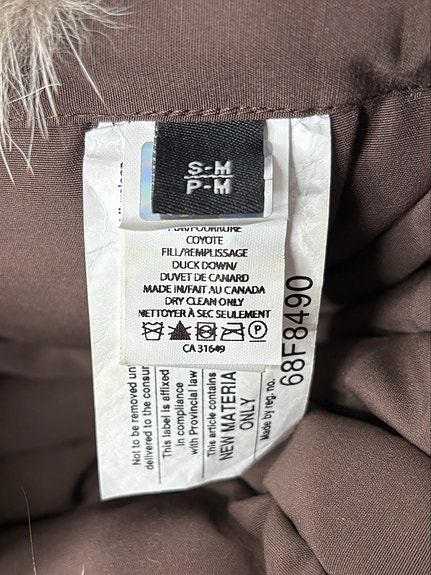 S-M
P-M
FUR/FOURRURE
COYOTE
FILL/REMPLISSAGE
DUCK DOWN/
DUVET DE CANARD
MADE IN/FAIT AU CANADA
DRY CLEAN ONLY
NETTOYER À SEC SEULEMENT
P
CA 31649
Not to be removed un
delivered to the consur
This label is affixed
in compliance
with Provincial law
This article contains
NEW MATERIA
ONLY
Made by reg. no.
68F8490